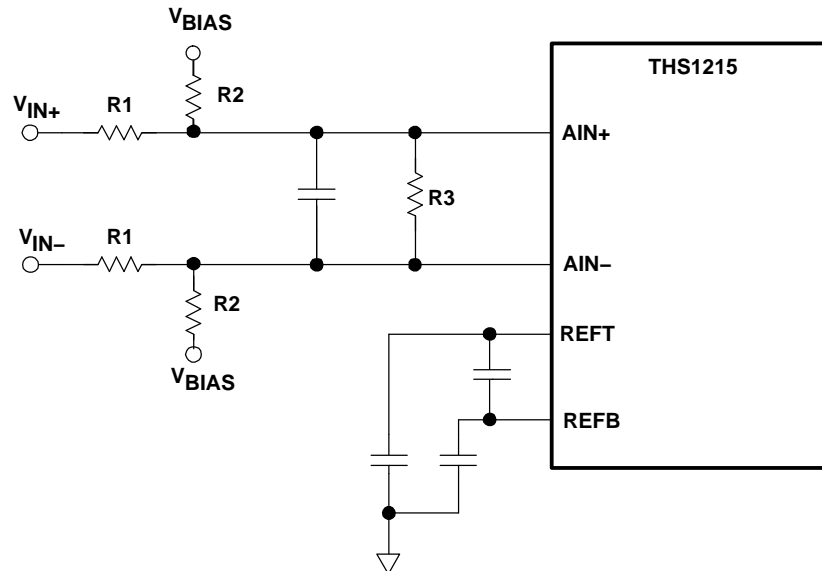 VBIAS
THS1215
R2
VIN+
R1
AIN+
R3
VIN–
R1
AIN–
R2
REFT
VBIAS
REFB